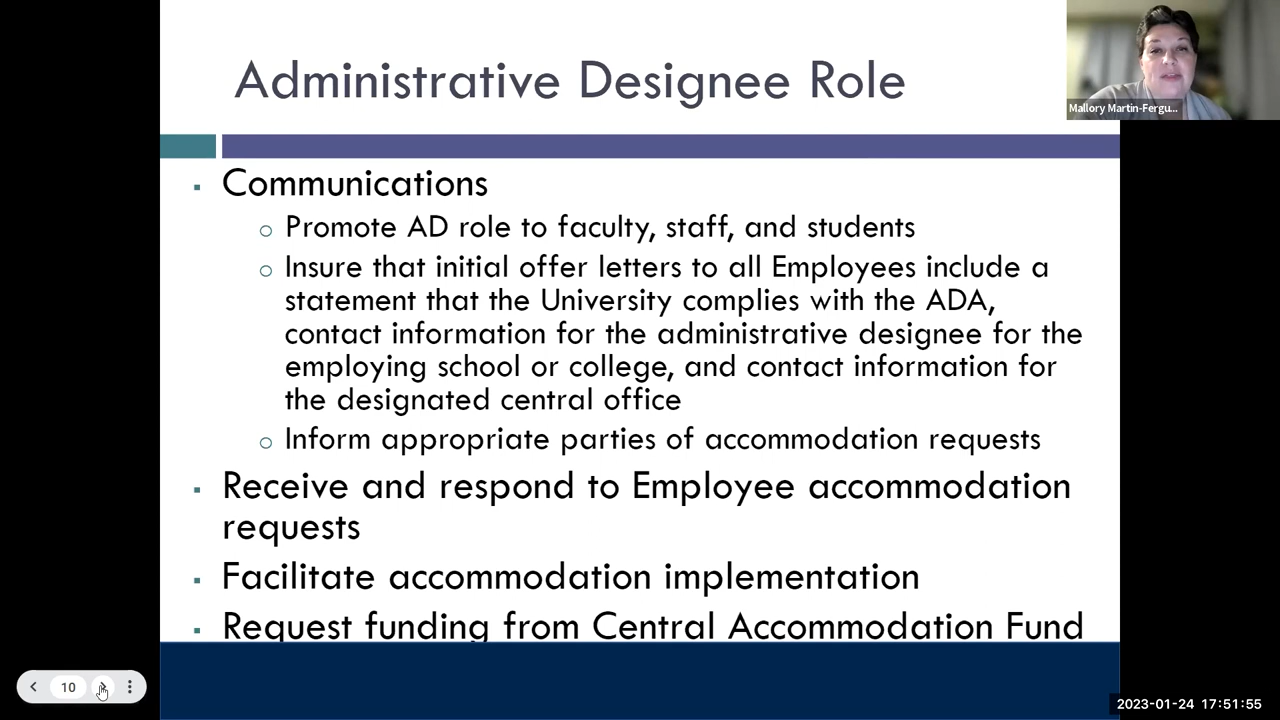 Administrative Designee Role
Mallory Martin-Fergu...
▪ Communications
○ Promote AD role to faculty, staff, and students
○ Insure that initial offer letters to all Employees include a
statement that the University complies with the ADA,
contact information for the administrative designee for the
employing school or college, and contact information for
the designated central office
○ Inform appropriate parties of accommodation requests
▪ Receive and respond to Employee accommodation
requests
▪ Facilitate accommodation implementation
▪ Request funding from Central Accommodation Fund
10
2023-01-24 17:51:55